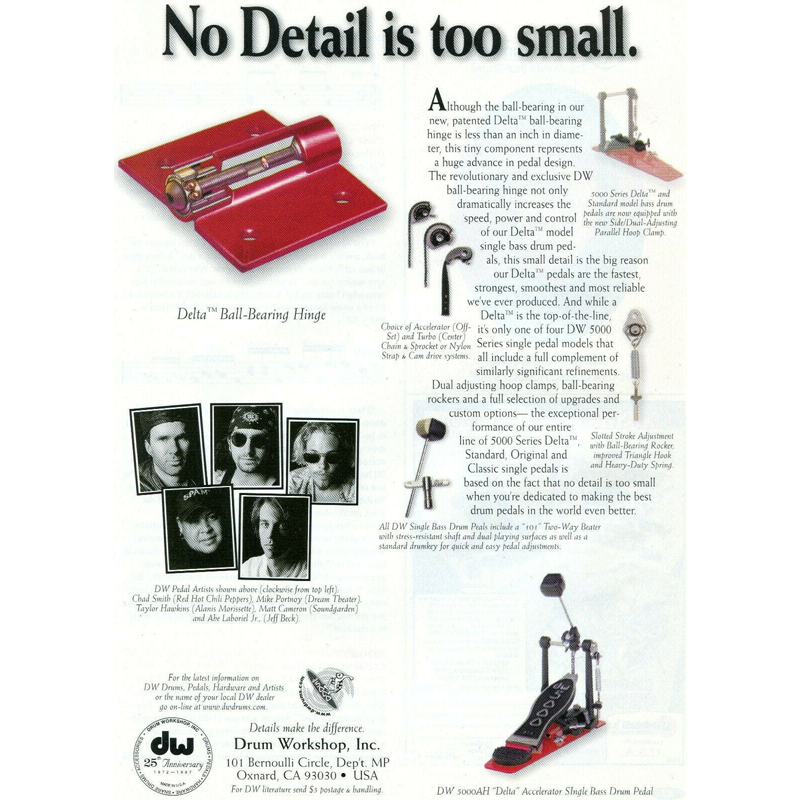 No Detail is too small.
Although the ball-bearing in our
new, patented Delta™ ball-bearing
hinge is less than an inch in diame-
ter, this tiny component represents
a huge advance in pedal design.
The revolutionary and exclusive DW
ball-bearing hinge not only
dramatically increases the
speed, power and control
of our Delta™ model
single bass drum ped-
als, this small detail is the big reason
our Delta™ pedals are the fastest,
strongest, smoothest and most reliable
we've ever produced. And while a
Delta™ is the top-of-the-line,
it's only one of four DW 5000
Series single pedal models that
all include a full complement of
similarly significant refinements.
Dual adjusting hoop clamps, ball-bearing
rockers and a full selection of upgrades and
custom options— the exceptional per-
formance of our entire
line of 5000 Series Delta™,
Standard, Original and
Classic single pedals is
based on the fact that no detail is too small
when you're dedicated to making the best
drum pedals in the world even better.
5000 Series Delta™ and
Standard model bass drum
pedals are now equipped with
the new Side/Dual-Adjusting
Parallel Hoop Clamp.
Delta™ Ball-Bearing Hinge
Choice of Accelerator (Off-
Set) and Turbo (Center)
Chain & Sprocket or Nylon
Strap & Cam drive systems.
Slotted Stroke Adjustment
with Ball-Bearing Rocker,
improved Triangle Hook
and Heavy-Duty Spring.
SPAM
All DW Single Bass Drum Peals include a "101" Two-Way Beater
with stress-resistant shaft and dual playing surfaces as well as a
standard drumkey for quick and easy pedal adjustments.
DW Pedal Artists shown above (clockwise from top left):
Chad Smith (Red Hot Chili Peppers), Mike Portnoy (Dream Theater),
Taylor Hawkins (Alanis Morissette), Matt Cameron (Soundgarden)
and Abe Laboriel Jr., (Jeff Beck).
For the latest information on
DW Drums, Pedals, Hardware and Artists
or the name of your local DW dealer
go on-line at www.dwdrums.com.
Details make the difference.
Drum Workshop, Inc.
101 Bernoulli Circle, Dep't. MP
Oxnard, CA 93030 • USA
For DW literature send $5 postage & handling.
DRUM WORKSHOP INC.
dw
25th Anniversary
1972–1997
MADE IN U.S.A.
5000
DW 5000AH "Delta" Accelerator SIngle Bass Drum Pedal